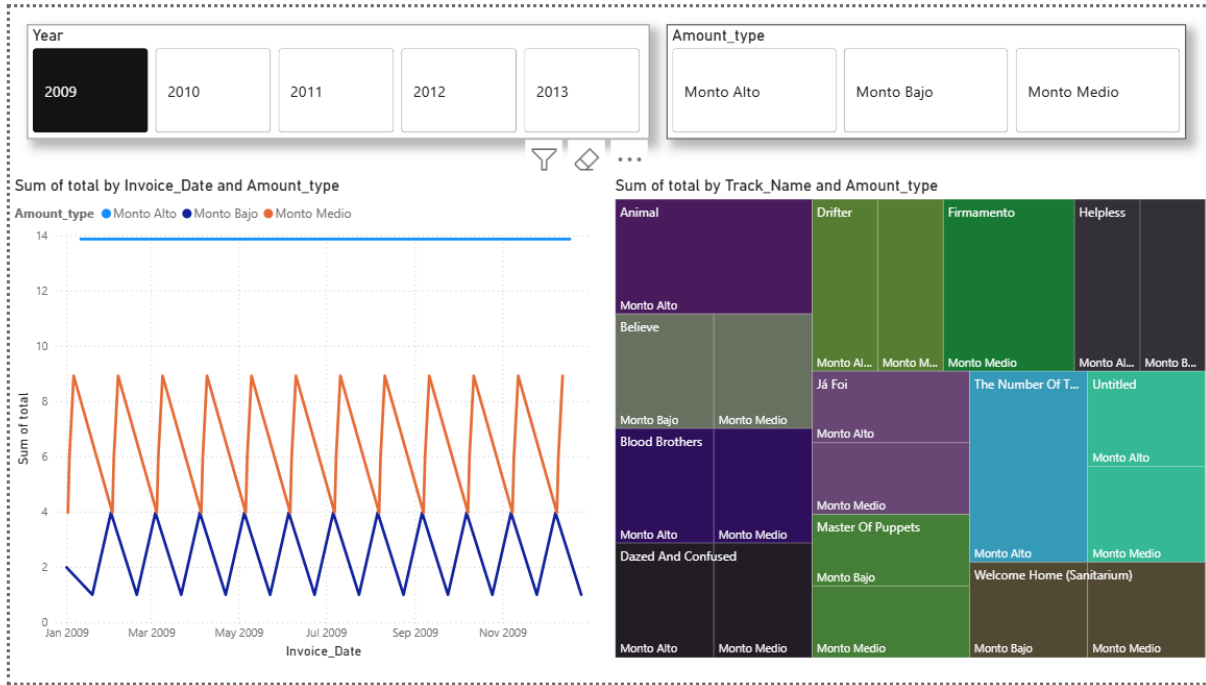 Year
2009
2010
2011
2012
2013
Amount_type
Monto Alto
Monto Bajo
Monto Medio
Sum of total by Invoice_Date and Amount_type
Amount_type Monto Alto Monto Bajo Monto Medio
14
12
10
8
6
4
2
0
Sum of total
Jan 2009
Mar 2009
May 2009
Jul 2009
Sep 2009
Nov 2009
Invoice_Date
Sum of total by Track_Name and Amount_type
Animal
Monto Alto
Believe
Monto Bajo
Monto Medio
Blood Brothers
Monto Alto
Monto Medio
Dazed And Confused
Monto Alto
Monto Medio
Drifter
Monto Al...
Monto M...
Firmamento
Monto Medio
Helpless
Monto Al...
Monto B...
Já Foi
Monto Alto
Monto Medio
Master Of Puppets
Monto Bajo
Monto Medio
The Number Of T...
Monto Alto
Untitled
Monto Alto
Monto Medio
Welcome Home (Sanitarium)
Monto Bajo
Monto Medio